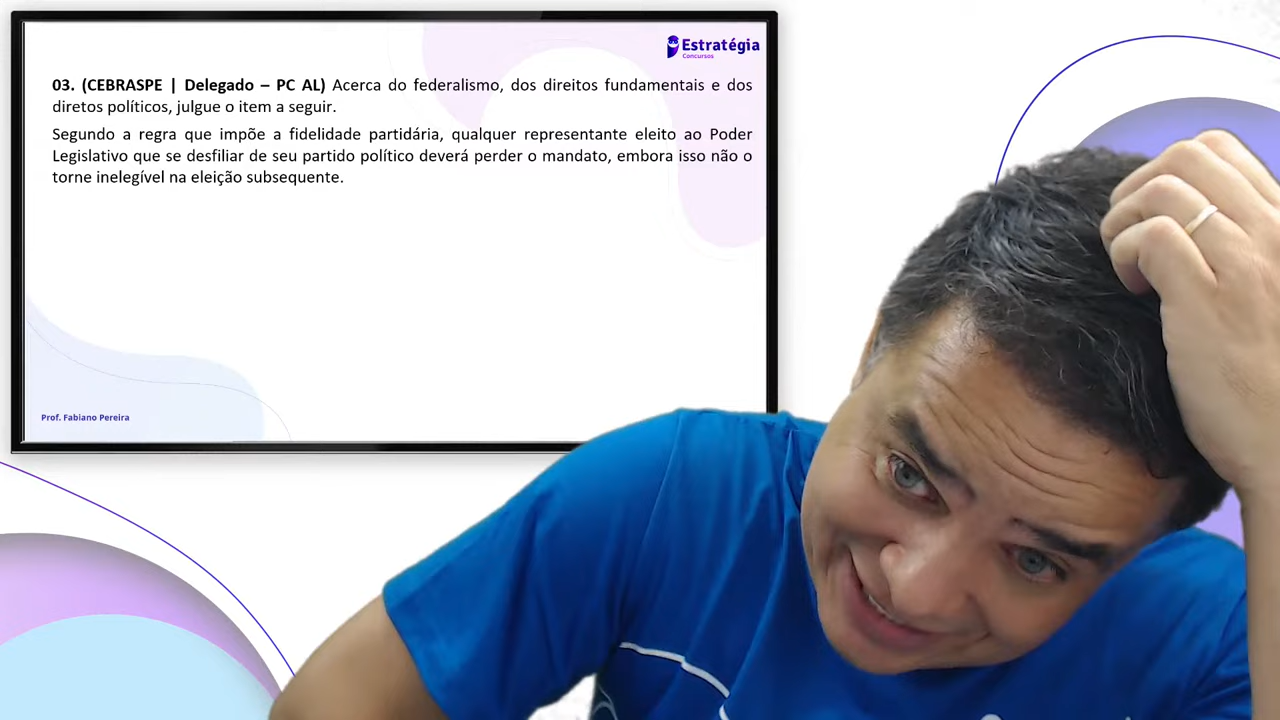 Estratégia
Concursos
03. (CEBRASPE | Delegado – PC AL) Acerca do federalismo, dos direitos fundamentais e dos
diretos políticos, julgue o item a seguir.
Segundo a regra que impõe a fidelidade partidária, qualquer representante eleito ao Poder
Legislativo que se desfiliar de seu partido político deverá perder o mandato, embora isso não o
torne inelegível na eleição subsequente.
Prof. Fabiano Pereira